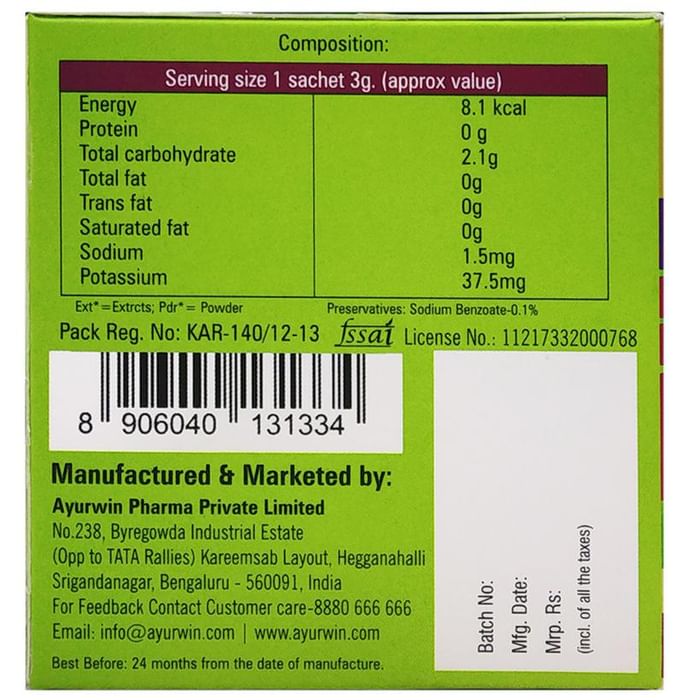 Composition:
Serving size 1 sachet 3g. (approx value)
Energy 8.1 kcal
Protein 0 g
Total carbohydrate 2.1g
Total fat 0g
Trans fat 0g
Saturated fat 0g
Sodium 1.5mg
Potassium 37.5mg
Ext*=Extrcts; Pdr*= Powder Preservatives: Sodium Benzoate-0.1%
Pack Reg. No: KAR-140/12-13 fssai License No.: 11217332000768
8 906040 131334
Manufactured & Marketed by:
Ayurwin Pharma Private Limited
No.238, Byregowda Industrial Estate
(Opp to TATA Rallies) Kareemsab Layout, Hegganahalli
Srigandanagar, Bengaluru - 560091, India
For Feedback Contact Customer care-8880 666 666
Email: info@ayurwin.com | www.ayurwin.com
Best Before: 24 months from the date of manufacture.
Batch No:
Mfg. Date:
Mrp. Rs:
(incl. of all the taxes)